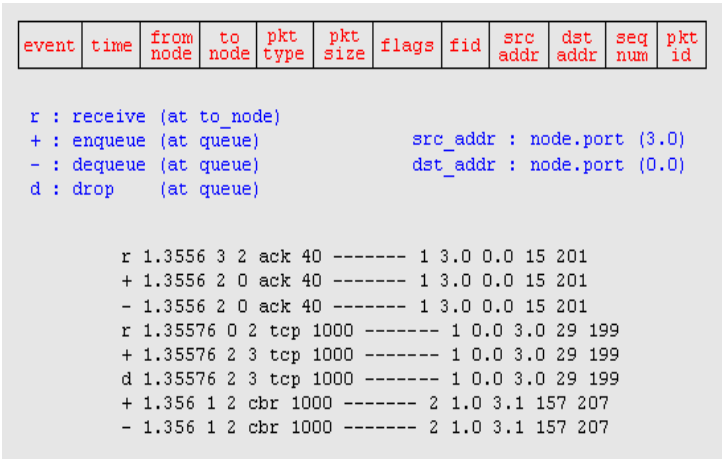 event time from node to node pkt type pkt size flags fid src addr dst addr seq num pkt id
r : receive (at to_node)
+ : enqueue (at queue) src_addr : node.port (3.0)
- : dequeue (at queue) dst_addr : node.port (0.0)
d : drop (at queue)
r 1.3556 3 2 ack 40 ------- 1 3.0 0.0 15 201
+ 1.3556 2 0 ack 40 ------- 1 3.0 0.0 15 201
- 1.3556 2 0 ack 40 ------- 1 3.0 0.0 15 201
r 1.35576 0 2 tcp 1000 ------- 1 0.0 3.0 29 199
+ 1.35576 2 3 tcp 1000 ------- 1 0.0 3.0 29 199
d 1.35576 2 3 tcp 1000 ------- 1 0.0 3.0 29 199
+ 1.356 1 2 cbr 1000 ------- 2 1.0 3.1 157 207
- 1.356 1 2 cbr 1000 ------- 2 1.0 3.1 157 207